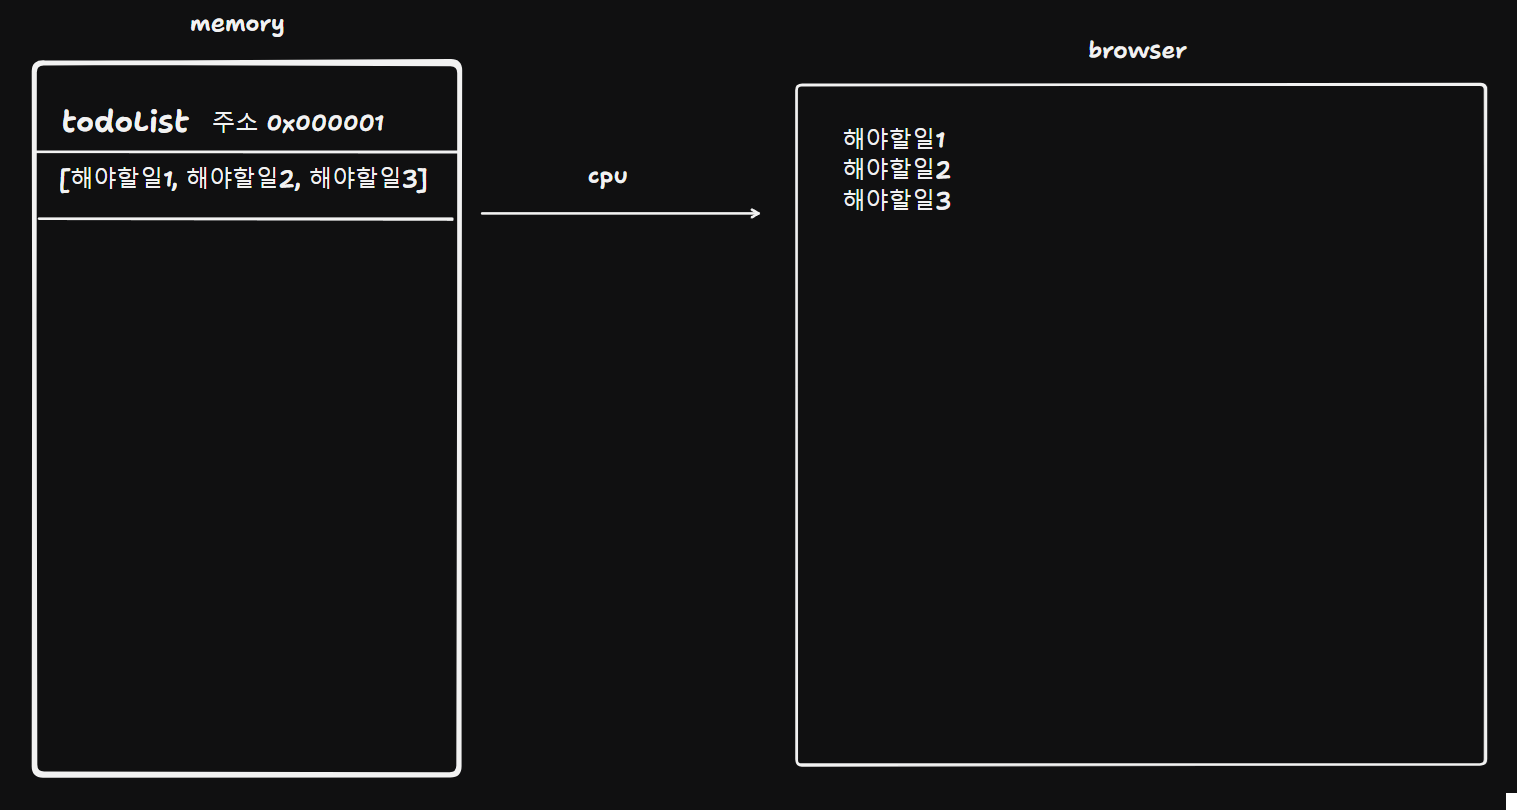 memory
browser
todoList 주소 0x000001
[해야할일1, 해야할일2, 해야할일3]
cpu
해야할일1
해야할일2
해야할일3